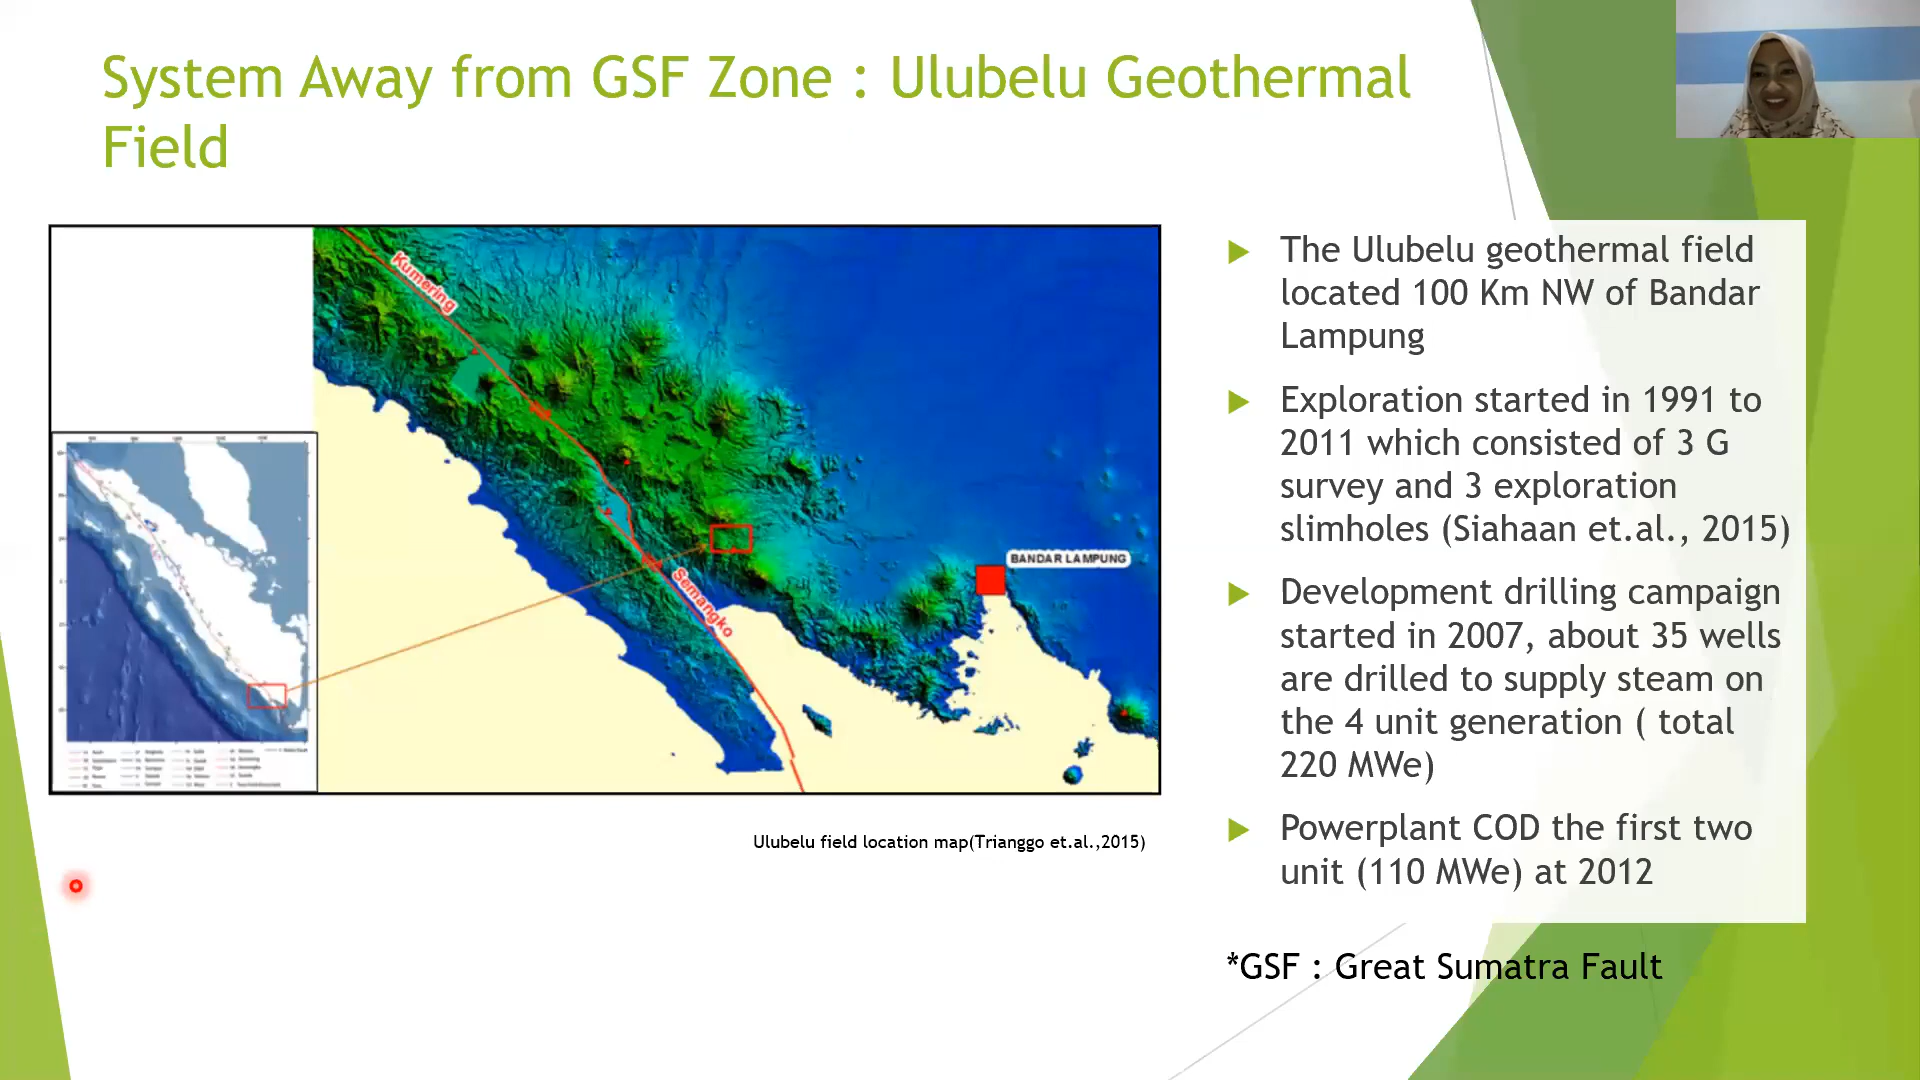 System Away from GSF Zone : Ulubelu Geothermal
Field
Kumering
Semangko
BANDAR LAMPUNG
Ulubelu field location map(Trianggo et.al.,2015)
The Ulubelu geothermal field
located 100 Km NW of Bandar
Lampung
Exploration started in 1991 to
2011 which consisted of 3 G
survey and 3 exploration
slimholes (Siahaan et.al., 2015)
Development drilling campaign
started in 2007, about 35 wells
are drilled to supply steam on
the 4 unit generation ( total
220 MWe)
Powerplant COD the first two
unit (110 MWe) at 2012
*GSF : Great Sumatra Fault